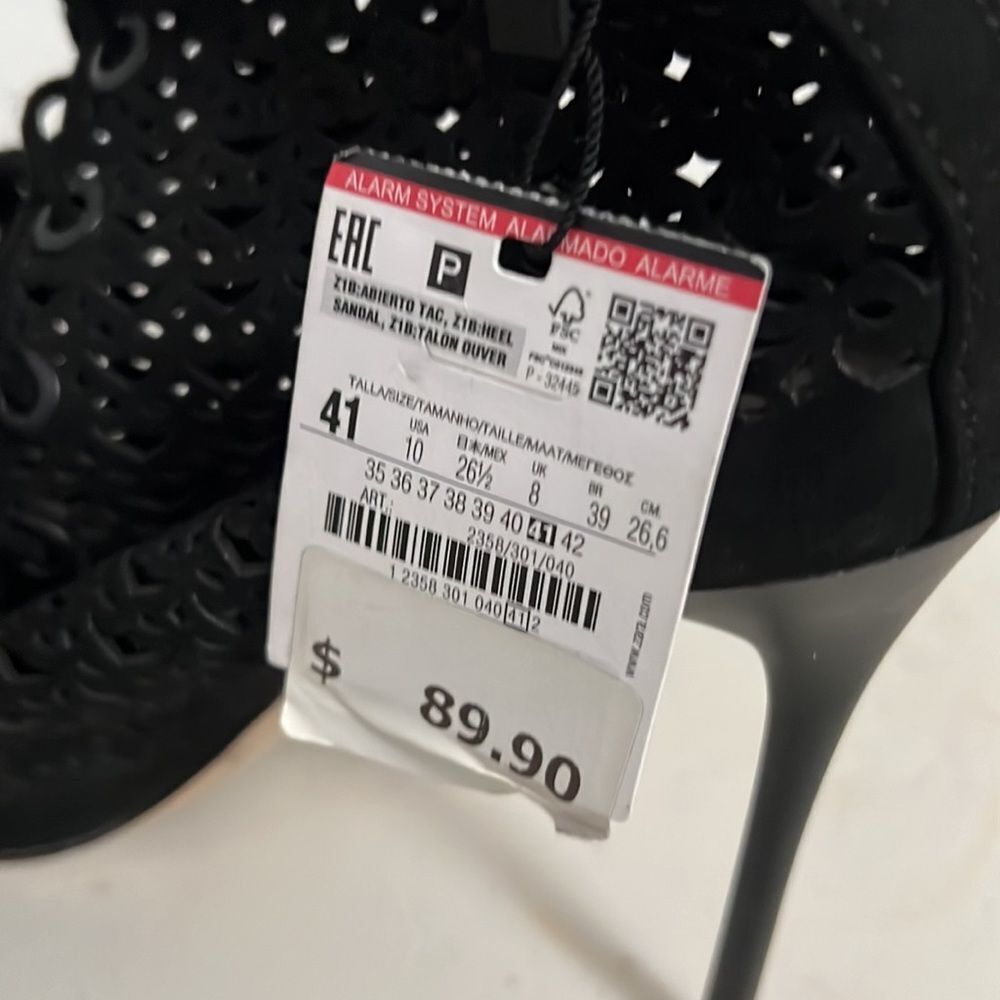 ALARM SYSTEM ALARMADO ALARME
EAC
P
Z1B:ABIERTO TAC, Z1B:HEEL
SANDAL, Z1B:TALON OUVER
FSC
MIX
P - 32445
TALLA/SIZE/TAMANHO/TAILLE/MAAT/ΜΕΓΕΘΟΣ
41
USA 日本/MEX UK BR CM.
10 26½ 8 39 26,6
35 36 37 38 39 40 41 42
ART.:
2358/301/040
1 2358 301 040 41 2
www.zara.com
$ 89.90